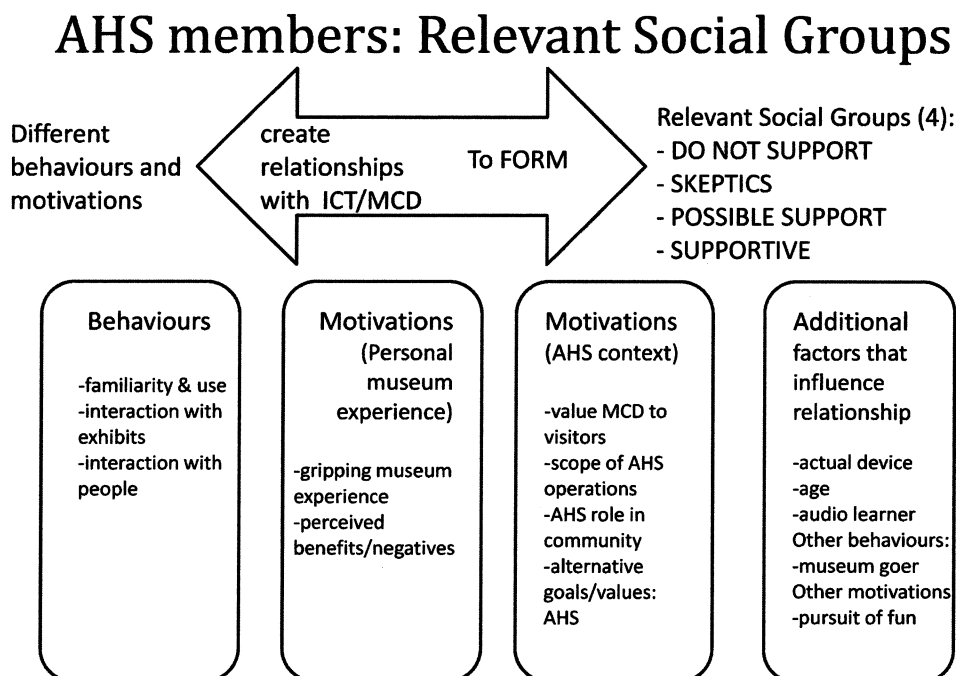 AHS members: Relevant Social Groups
Different
behaviours and
motivations
create
relationships
with ICT/MCD
To FORM
Relevant Social Groups (4):
- DO NOT SUPPORT
- SKEPTICS
- POSSIBLE SUPPORT
- SUPPORTIVE
Behaviours
-familiarity & use
-interaction with
exhibits
-interaction with
people
Motivations
(Personal
museum
experience)
-gripping museum
experience
-perceived
benefits/negatives
Motivations
(AHS context)
-value MCD to
visitors
-scope of AHS
operations
-AHS role in
community
-alternative
goals/values:
AHS
Additional
factors that
influence
relationship
-actual device
-age
-audio learner
Other behaviours:
-museum goer
Other motivations
-pursuit of fun